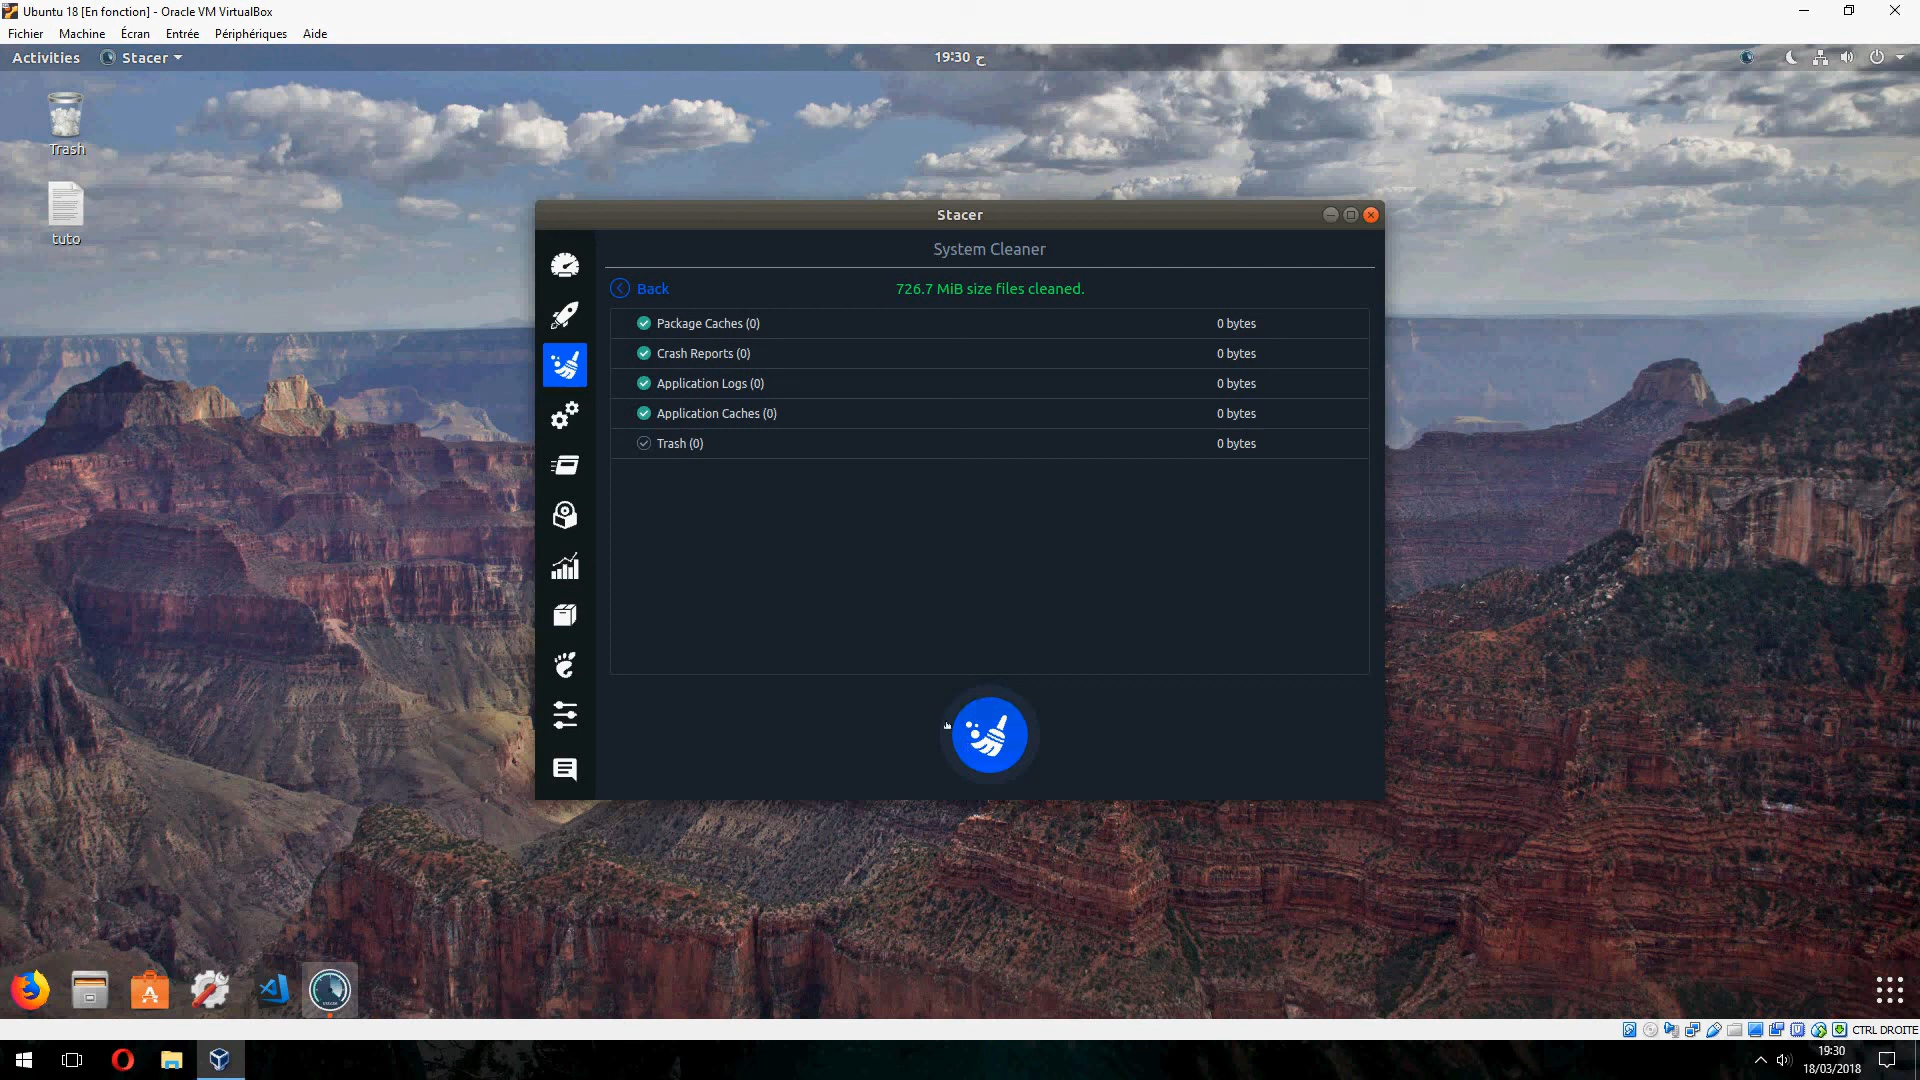 Ubuntu 18 [En fonction] - Oracle VM VirtualBox
Fichier Machine Écran Entrée Périphériques Aide
Activities Stacer 19:30 ح
Trash
tuto
Stacer
System Cleaner
Back 726.7 MiB size files cleaned.
Package Caches (0) 0 bytes
Crash Reports (0) 0 bytes
Application Logs (0) 0 bytes
Application Caches (0) 0 bytes
Trash (0) 0 bytes
CTRL DROITE
19:30
18/03/2018